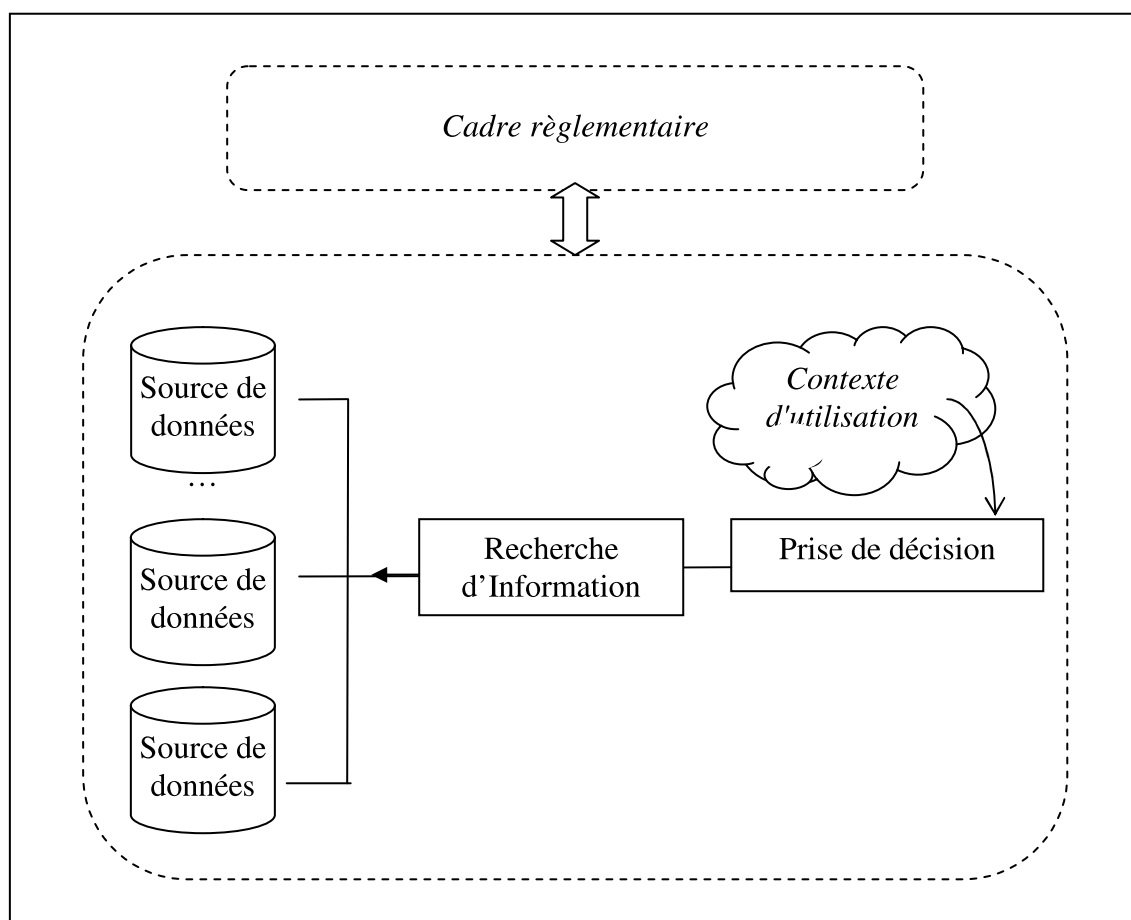 Cadre règlementaire
Source de
données
...
Contexte
d'utilisation
Source de
données
Recherche
d’Information
Prise de décision
Source de
données